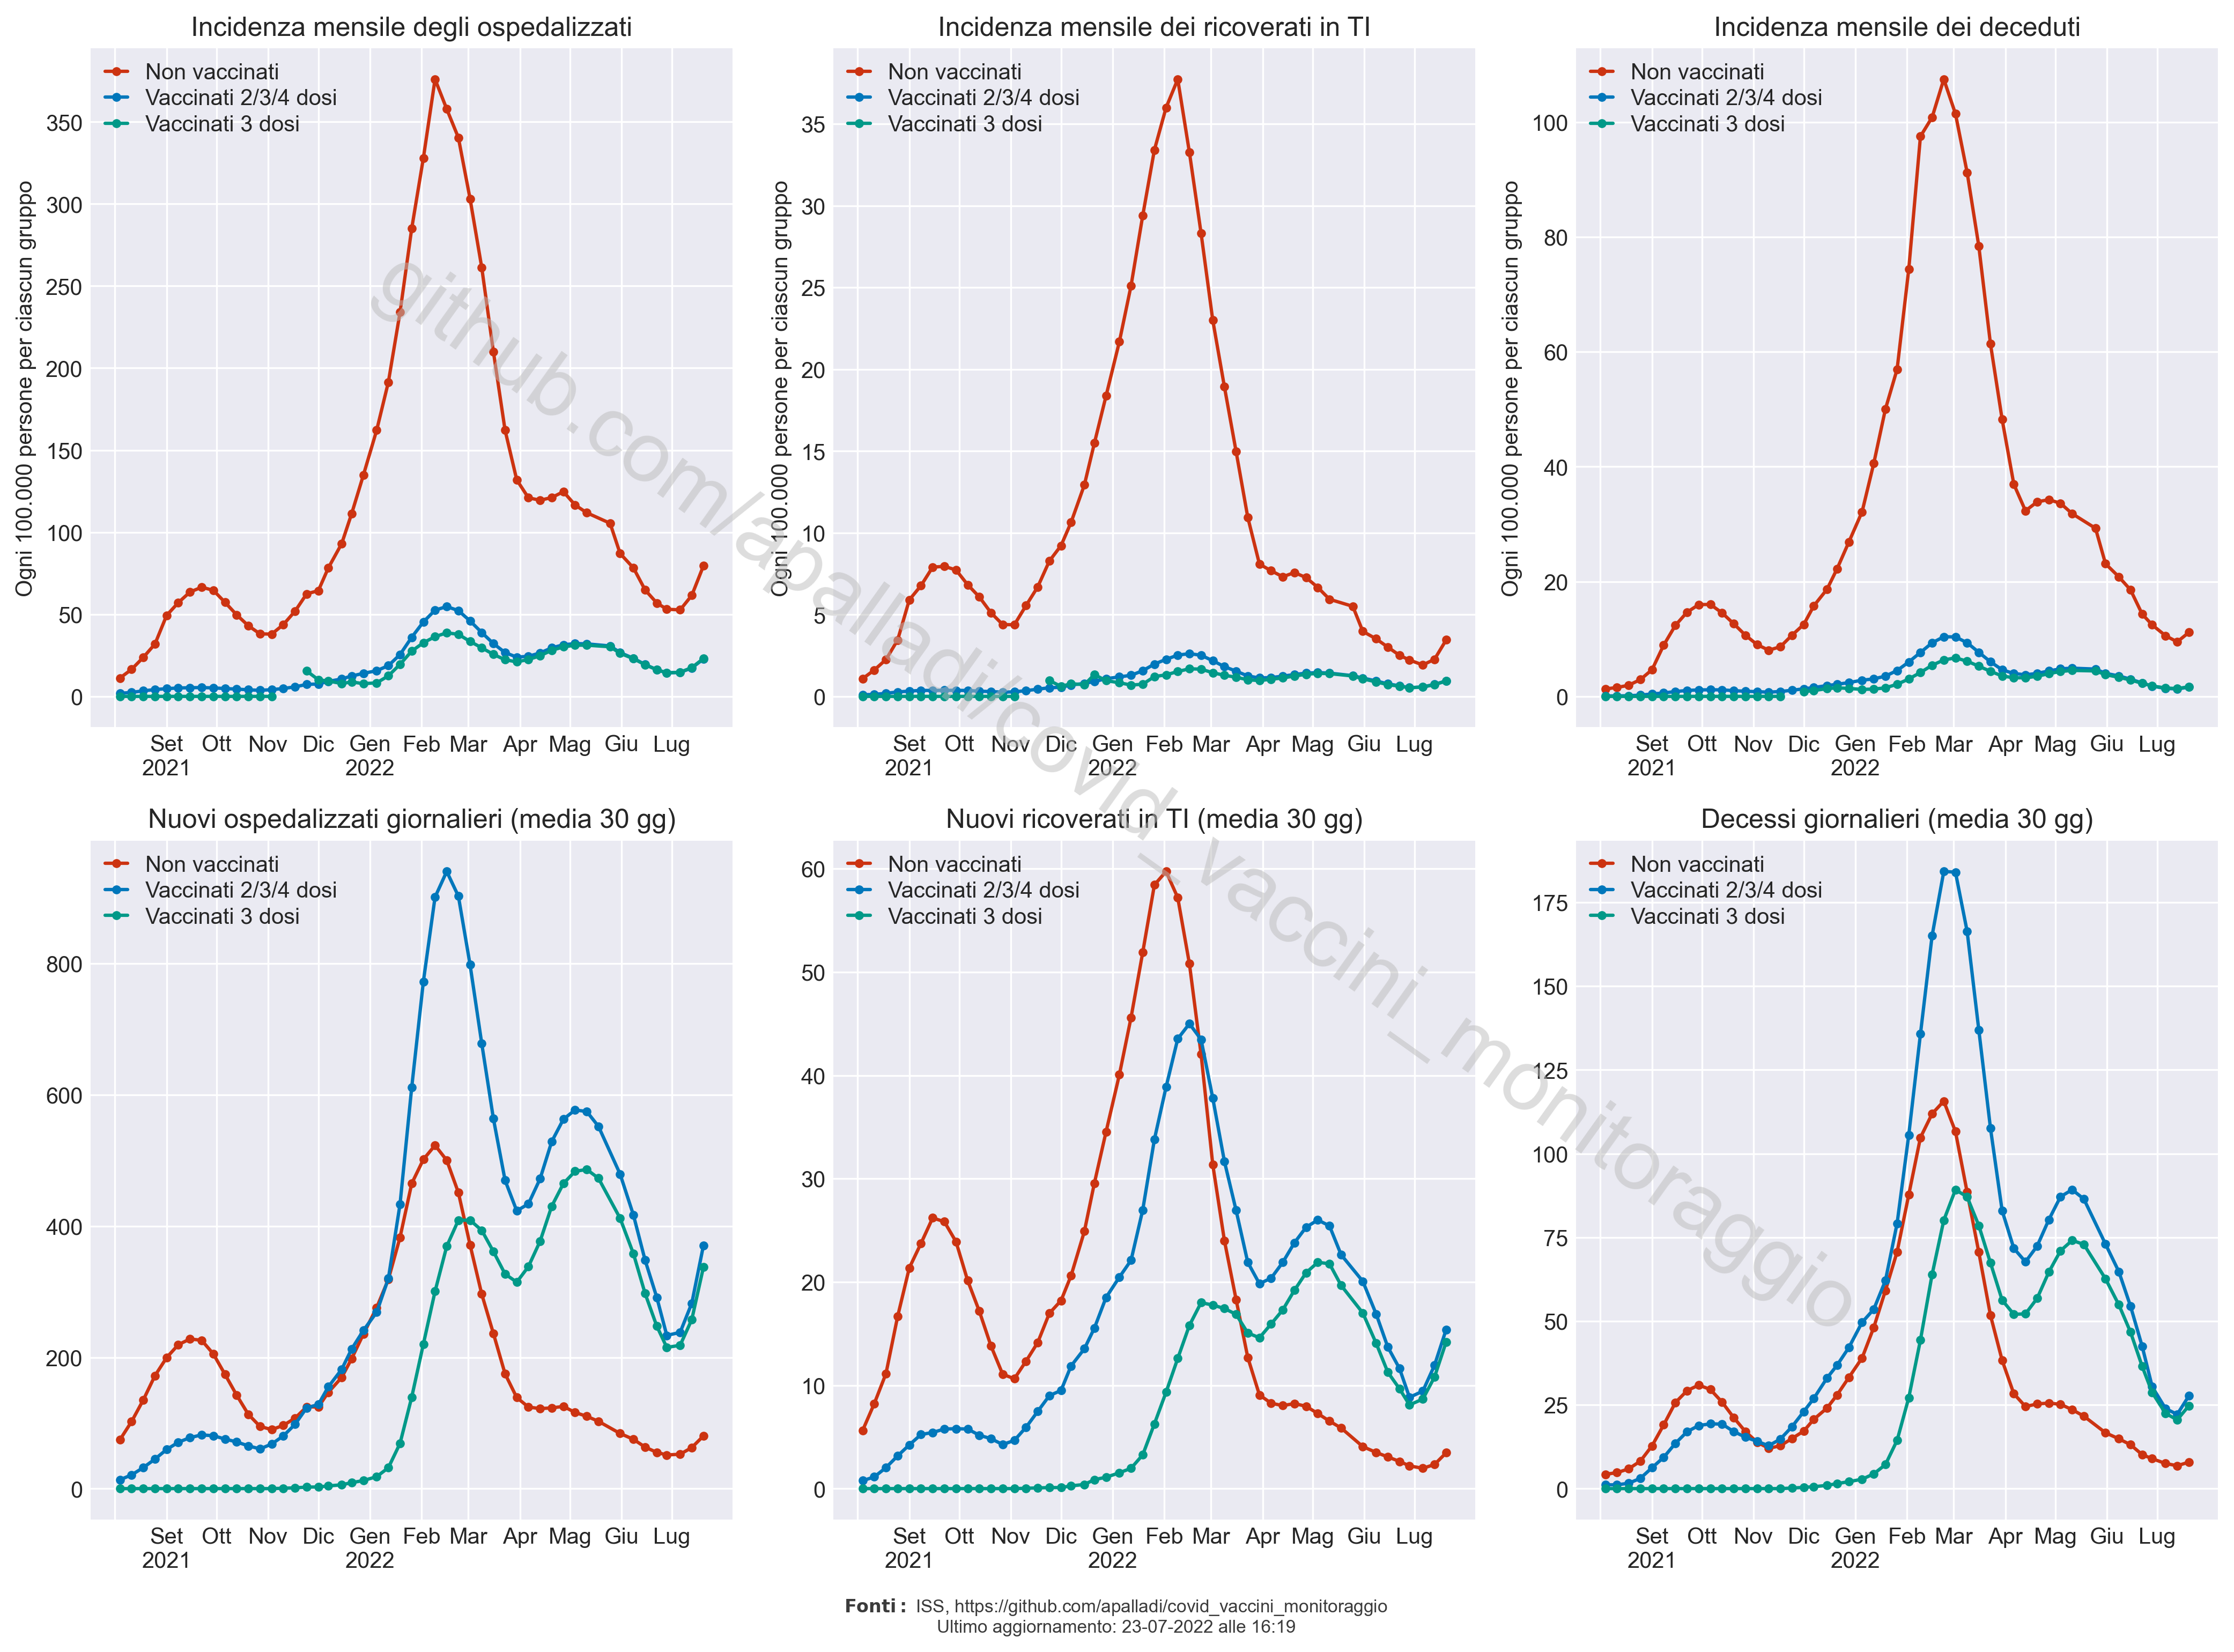 Incidenza mensile degli ospedalizzati
Ogni 100.000 persone per ciascun gruppo
Non vaccinati
Vaccinati 2/3/4 dosi
Vaccinati 3 dosi
350
300
250
200
150
100
50
0
Set Ott Nov Dic Gen Feb Mar Apr Mag Giu Lug
2021 2022
Incidenza mensile dei ricoverati in TI
Ogni 100.000 persone per ciascun gruppo
Non vaccinati
Vaccinati 2/3/4 dosi
Vaccinati 3 dosi
35
30
25
20
15
10
5
0
Set Ott Nov Dic Gen Feb Mar Apr Mag Giu Lug
2021 2022
Incidenza mensile dei deceduti
Ogni 100.000 persone per ciascun gruppo
Non vaccinati
Vaccinati 2/3/4 dosi
Vaccinati 3 dosi
100
80
60
40
20
0
Set Ott Nov Dic Gen Feb Mar Apr Mag Giu Lug
2021 2022
Nuovi ospedalizzati giornalieri (media 30 gg)
Non vaccinati
Vaccinati 2/3/4 dosi
Vaccinati 3 dosi
800
600
400
200
0
Set Ott Nov Dic Gen Feb Mar Apr Mag Giu Lug
2021 2022
Nuovi ricoverati in TI (media 30 gg)
Non vaccinati
Vaccinati 2/3/4 dosi
Vaccinati 3 dosi
60
50
40
30
20
10
0
Set Ott Nov Dic Gen Feb Mar Apr Mag Giu Lug
2021 2022
Decessi giornalieri (media 30 gg)
Non vaccinati
Vaccinati 2/3/4 dosi
Vaccinati 3 dosi
175
150
125
100
75
50
25
0
Set Ott Nov Dic Gen Feb Mar Apr Mag Giu Lug
2021 2022
github.com/apalladi/covid_vaccini_monitoraggio
Fonti: ISS, https://github.com/apalladi/covid_vaccini_monitoraggio
Ultimo aggiornamento: 23-07-2022 alle 16:19